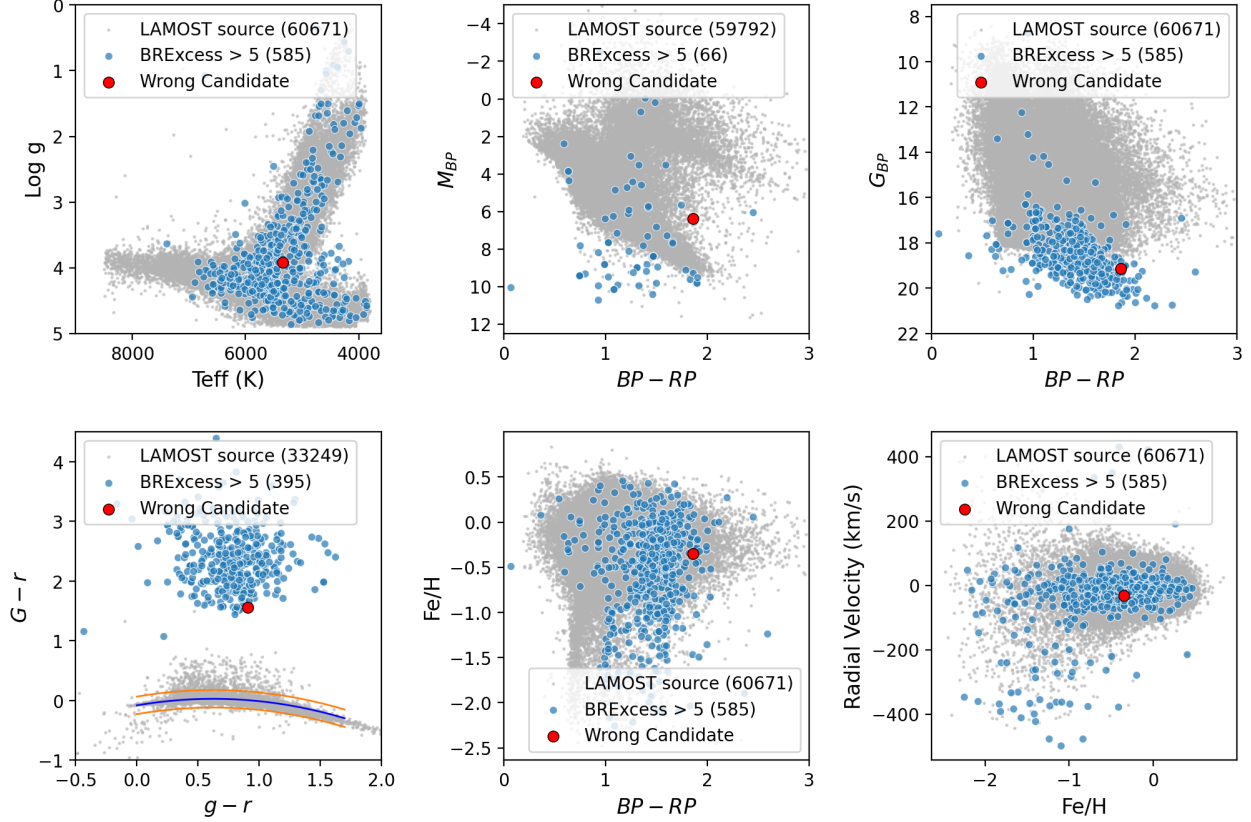 0
1
2
3
4
5
Log g
8000 6000 4000
Teff (K)
LAMOST source (60671)
BRExcess > 5 (585)
Wrong Candidate
−4
−2
0
2
4
6
8
10
12
M_BP
0 1 2 3
BP − RP
LAMOST source (59792)
BRExcess > 5 (66)
Wrong Candidate
8
10
12
14
16
18
20
22
G_BP
0 1 2 3
BP − RP
LAMOST source (60671)
BRExcess > 5 (585)
Wrong Candidate
4
3
2
1
0
−1
G − r
−0.5 0.0 0.5 1.0 1.5 2.0
g − r
LAMOST source (33249)
BRExcess > 5 (395)
Wrong Candidate
0.5
0.0
−0.5
−1.0
−1.5
−2.0
−2.5
Fe/H
0 1 2 3
BP − RP
LAMOST source (60671)
BRExcess > 5 (585)
Wrong Candidate
400
200
0
−200
−400
Radial Velocity (km/s)
−2 −1 0
Fe/H
LAMOST source (60671)
BRExcess > 5 (585)
Wrong Candidate